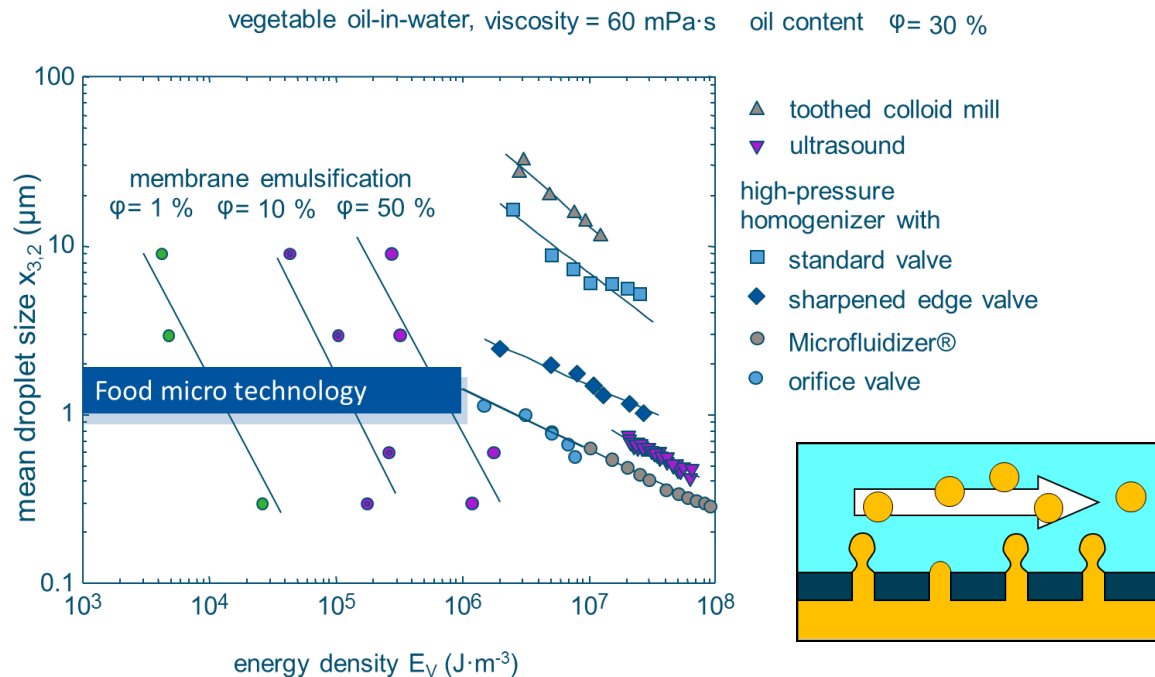 vegetable oil-in-water, viscosity = 60 mPa·s oil content φ= 30 %
100
10
1
0.1
mean droplet size x3,2 (µm)
membrane emulsification
φ= 1 % φ= 10 % φ= 50 %
Food micro technology
10³ 10⁴ 10⁵ 10⁶ 10⁷ 10⁸
energy density EV (J·m⁻³)
toothed colloid mill
ultrasound
high-pressure
homogenizer with
standard valve
sharpened edge valve
Microfluidizer®
orifice valve